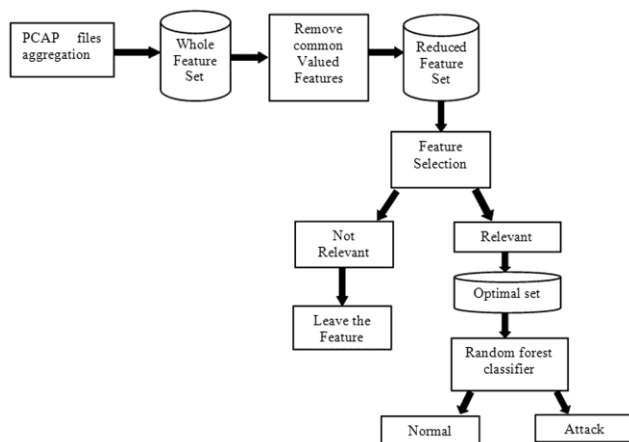 PCAP files
aggregation
Whole
Feature
Set
Remove
common
Valued
Features
Reduced
Feature
Set
Feature
Selection
Not
Relevant
Relevant
Leave the
Feature
Optimal set
Random forest
classifier
Normal
Attack